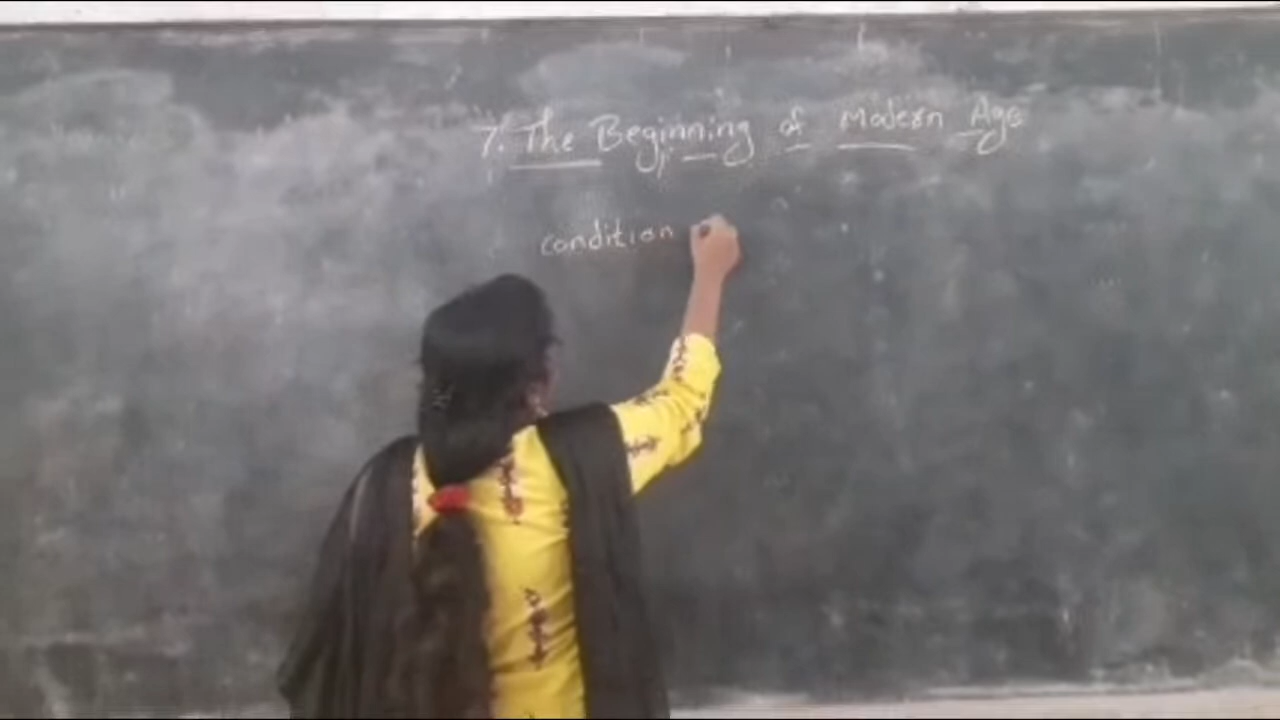 7. The Beginning of Modern Age
condition